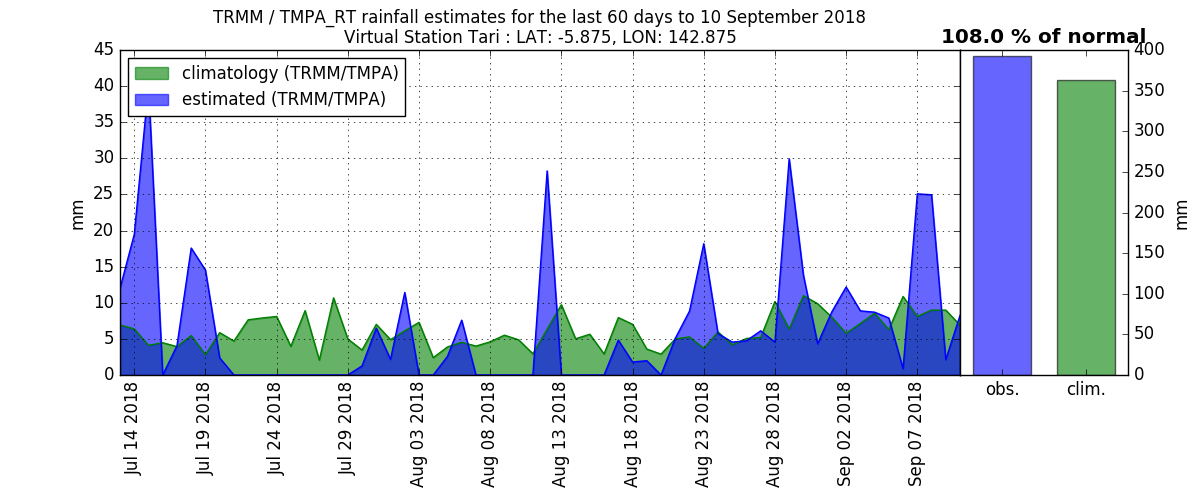 TRMM / TMPA_RT rainfall estimates for the last 60 days to 10 September 2018
Virtual Station Tari : LAT: -5.875, LON: 142.875
108.0 % of normal
climatology (TRMM/TMPA)
estimated (TRMM/TMPA)
mm
45
40
35
30
25
20
15
10
5
0
Jul 14 2018
Jul 19 2018
Jul 24 2018
Jul 29 2018
Aug 03 2018
Aug 08 2018
Aug 13 2018
Aug 18 2018
Aug 23 2018
Aug 28 2018
Sep 02 2018
Sep 07 2018
obs.
clim.
400
350
300
250
200
150
100
50
0
mm